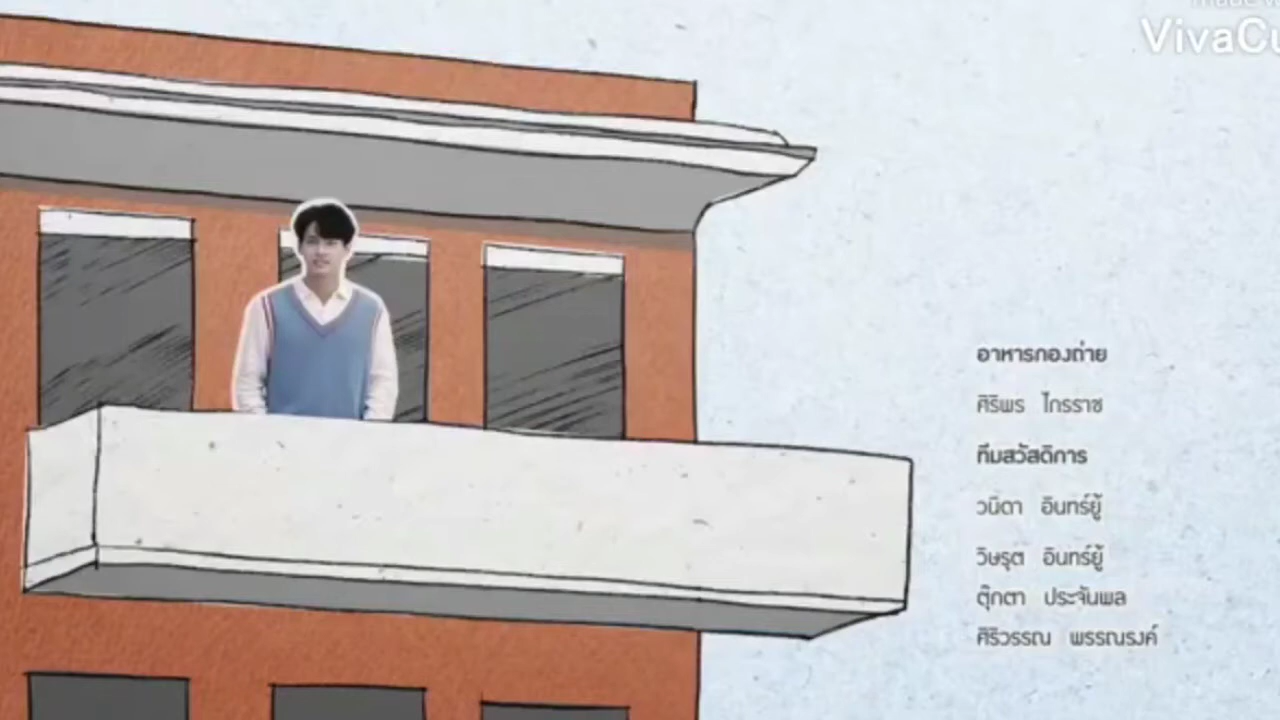 VivaCu
อาหารกองถ่าย
ศิริพร ไกรราช
ทีมสวัสดิการ
วนิดา อินทร์ยู้
วิษรุต อินทร์ยู้
ตุ๊กตา ประจันพล
ศิริวรรณ พรรณรงค์